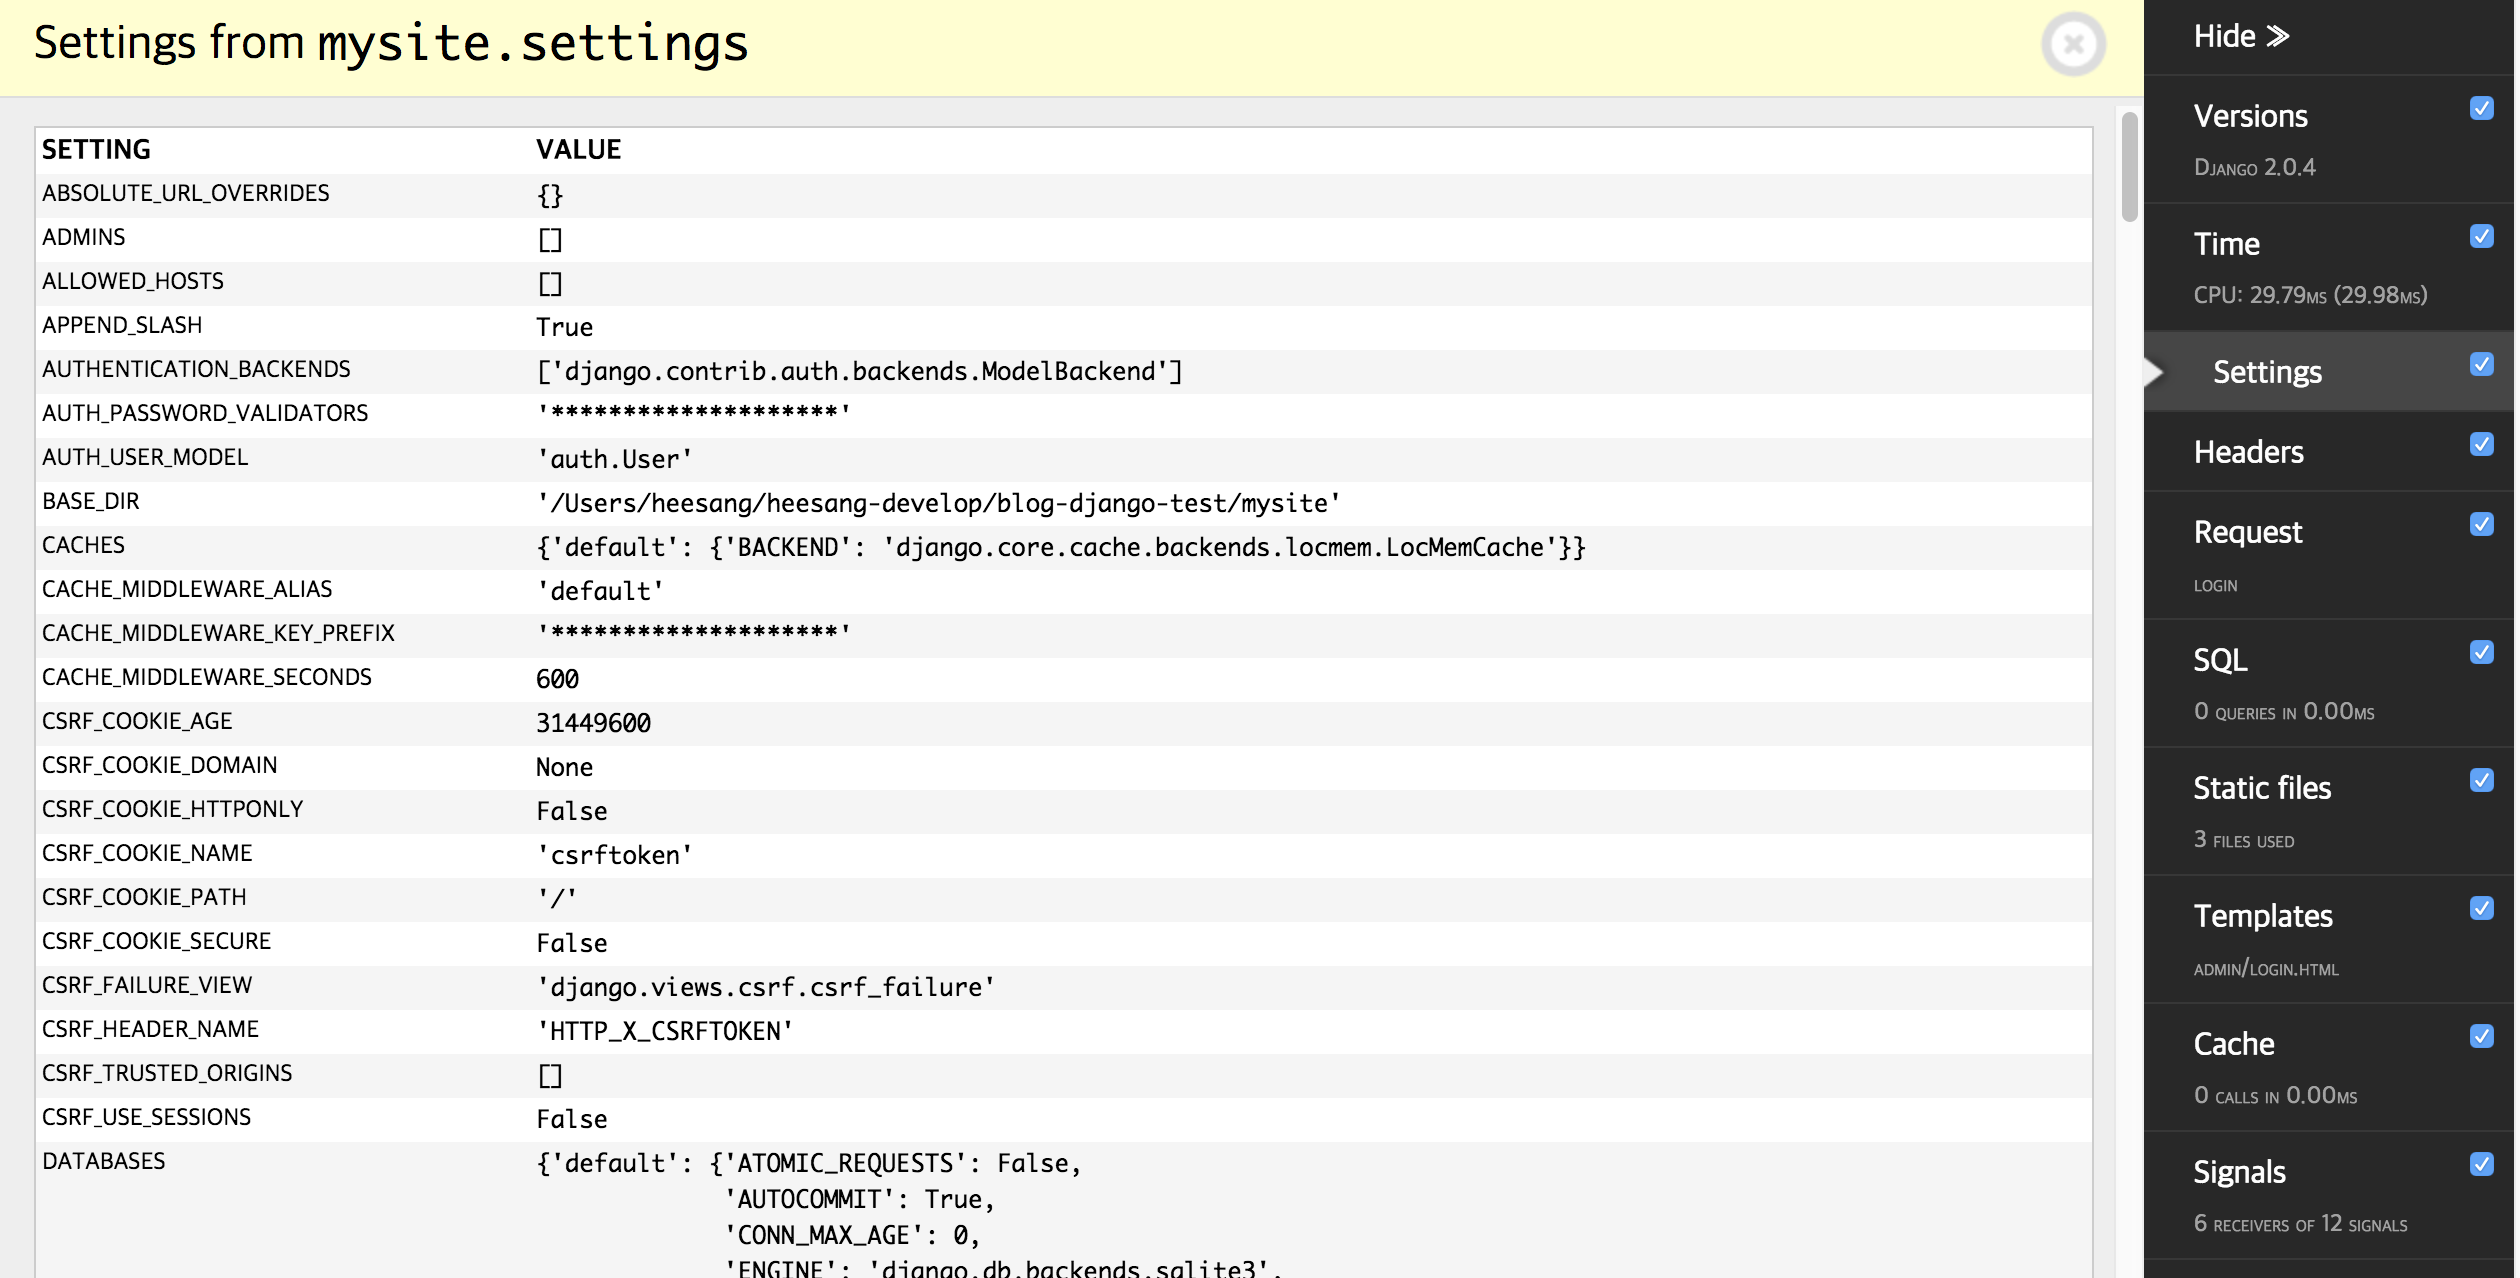 Settings from mysite.settings
SETTING VALUE
ABSOLUTE_URL_OVERRIDES {}
ADMINS []
ALLOWED_HOSTS []
APPEND_SLASH True
AUTHENTICATION_BACKENDS ['django.contrib.auth.backends.ModelBackend']
AUTH_PASSWORD_VALIDATORS '********************'
AUTH_USER_MODEL 'auth.User'
BASE_DIR '/Users/heesang/heesang-develop/blog-django-test/mysite'
CACHES {'default': {'BACKEND': 'django.core.cache.backends.locmem.LocMemCache'}}
CACHE_MIDDLEWARE_ALIAS 'default'
CACHE_MIDDLEWARE_KEY_PREFIX '********************'
CACHE_MIDDLEWARE_SECONDS 600
CSRF_COOKIE_AGE 31449600
CSRF_COOKIE_DOMAIN None
CSRF_COOKIE_HTTPONLY False
CSRF_COOKIE_NAME 'csrftoken'
CSRF_COOKIE_PATH '/'
CSRF_COOKIE_SECURE False
CSRF_FAILURE_VIEW 'django.views.csrf.csrf_failure'
CSRF_HEADER_NAME 'HTTP_X_CSRFTOKEN'
CSRF_TRUSTED_ORIGINS []
CSRF_USE_SESSIONS False
DATABASES {'default': {'ATOMIC_REQUESTS': False,
'AUTOCOMMIT': True,
'CONN_MAX_AGE': 0,
'ENGINE': 'django.db.backends.sqlite3',
Hide ≫
Versions
Django 2.0.4
Time
CPU: 29.79ms (29.98ms)
Settings
Headers
Request
login
SQL
0 queries in 0.00ms
Static files
3 files used
Templates
admin/login.html
Cache
0 calls in 0.00ms
Signals
6 receivers of 12 signals